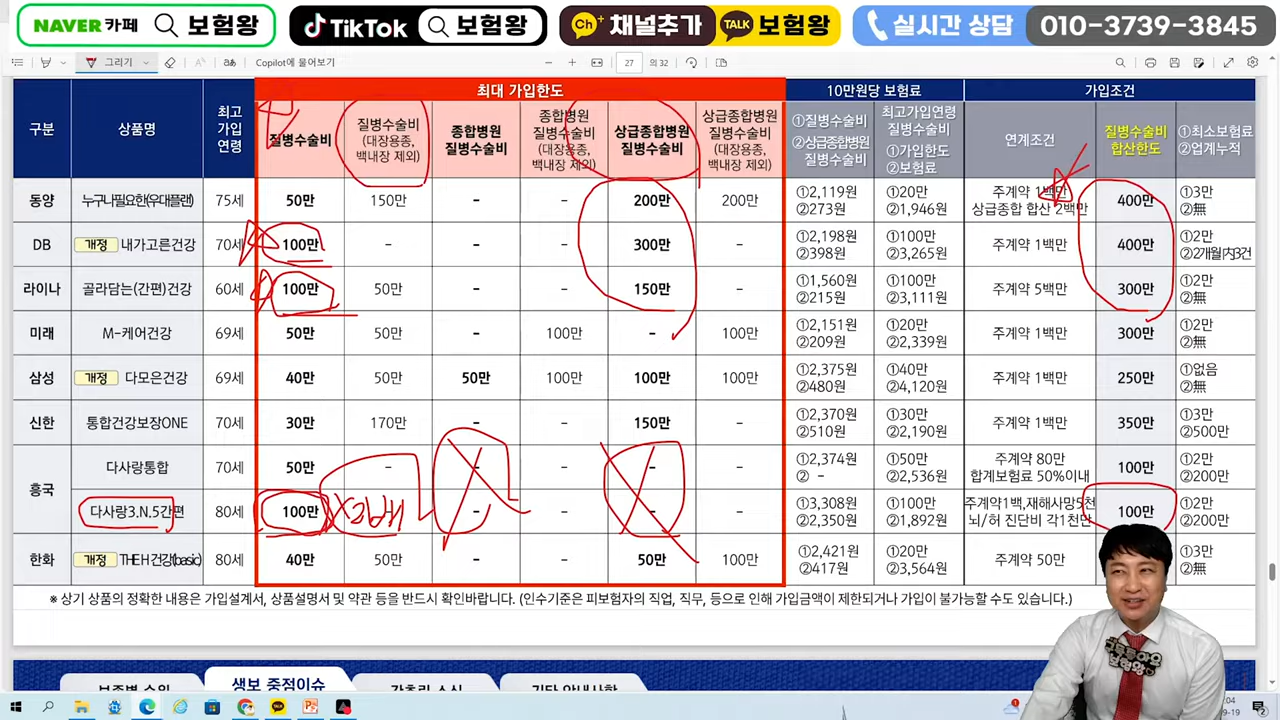 NAVER 카페 보험왕 TikTok 보험왕 Ch+ 채널추가 TALK 보험왕 실시간 상담 010-3739-3845
그리기 Copilot에 물어보기 27 의 32
구분 상품명 최고 가입 연령 최대 가입한도 10만원당 보험료 가입조건
질병수술비 질병수술비 (대장용종, 백내장 제외) 종합병원 질병수술비 종합병원 질병수술비 (대장용종, 백내장 제외) 상급종합병원 질병수술비 상급종합병원 질병수술비 (대장용종, 백내장 제외) ①질병수술비 ②상급종합병원 질병수술비 최고가입연령 질병수술비 ①가입한도 ②보험료 연계조건 질병수술비 합산한도 ①최소보험료 ②업계누적
동양 누구나필요한(우대플랜) 75세 50만 150만 - - 200만 200만 ①2,119원 ②273원 ①20만 ②1,946원 주계약 1백만 상급종합 합산 2백만 400만 ①3만 ②無
DB 개정 내가고른건강 70세 100만 - - - 300만 - ①2,198원 ②398원 ①100만 ②3,265원 주계약 1백만 400만 ①2만 ②2개월內3건
라이나 골라담는(간편)건강 60세 100만 50만 - - 150만 - ①1,560원 ②215원 ①100만 ②3,111원 주계약 5백만 300만 ①2만 ②無
미래 M-케어건강 69세 50만 50만 - 100만 - 100만 ①2,151원 ②209원 ①20만 ②2,339원 주계약 1백만 300만 ①2만 ②無
삼성 개정 다모은건강 69세 40만 50만 50만 100만 100만 100만 ①2,375원 ②480원 ①40만 ②4,120원 주계약 1백만 250만 ①없음 ②無
신한 통합건강보장ONE 70세 30만 170만 - - 150만 - ①2,370원 ②510원 ①30만 ②2,190원 주계약 1백만 350만 ①3만 ②500만
흥국 다사랑통합 70세 50만 - - - - - ①2,374원 ② - ①50만 ②2,536원 주계약 80만 합계보험료 50%이내 100만 ①2만 ②200만
다사랑3.N.5간편 80세 100만 - - - ①3,308원 ②2,350원 ①100만 ②1,892원 주계약1백,재해사망5천 뇌/허 진단비 각1천만 100만 ①2만 ②200만
한화 개정 THE H 건강(basic) 80세 40만 50만 - - 50만 100만 ①2,421원 ②417원 ①20만 ②3,564원 주계약 50만 ①3만 ②無
※ 상기 상품의 정확한 내용은 가입설계서, 상품설명서 및 약관 등을 반드시 확인바랍니다. (인수기준은 피보험자의 직업, 직무, 등으로 인해 가입금액이 제한되거나 가입이 불가능할 수도 있습니다.)
생보 중점이슈
보험왕